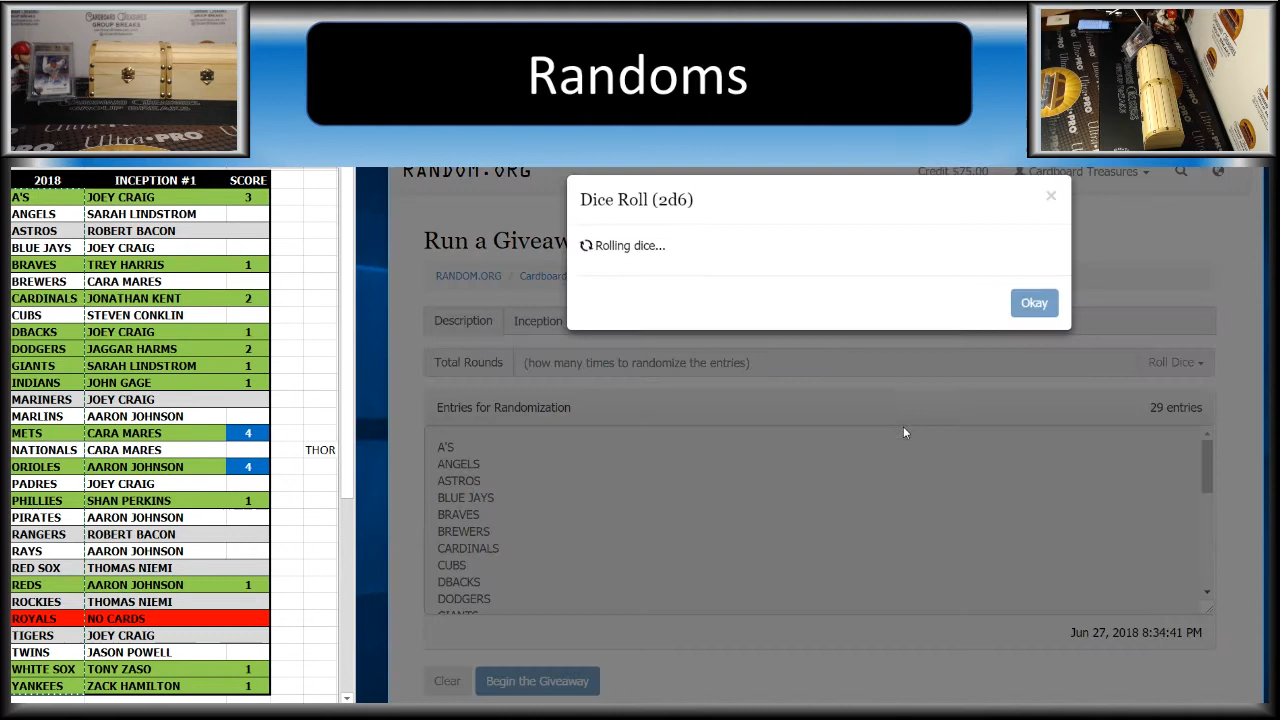 CARDBOARD TREASURES
GROUP BREAKS
Ultra·PRO
Randoms
2018 INCEPTION #1 SCORE
A'S JOEY CRAIG 3
ANGELS SARAH LINDSTROM
ASTROS ROBERT BACON
BLUE JAYS JOEY CRAIG
BRAVES TREY HARRIS 1
BREWERS CARA MARES
CARDINALS JONATHAN KENT 2
CUBS STEVEN CONKLIN
DBACKS JOEY CRAIG 1
DODGERS JAGGAR HARMS 2
GIANTS SARAH LINDSTROM 1
INDIANS JOHN GAGE 1
MARINERS JOEY CRAIG
MARLINS AARON JOHNSON
METS CARA MARES 4
NATIONALS CARA MARES THOR
ORIOLES AARON JOHNSON 4
PADRES JOEY CRAIG
PHILLIES SHAN PERKINS 1
PIRATES AARON JOHNSON
RANGERS ROBERT BACON
RAYS AARON JOHNSON
RED SOX THOMAS NIEMI
REDS AARON JOHNSON 1
ROCKIES THOMAS NIEMI
ROYALS NO CARDS
TIGERS JOEY CRAIG
TWINS JASON POWELL
WHITE SOX TONY ZASO 1
YANKEES ZACK HAMILTON 1
RANDOM.ORG Credit $75.00 Cardboard Treasures
Dice Roll (2d6) ×
Rolling dice...
Okay
Run a Giveaw
RANDOM.ORG / Cardboard
Description Inception
Total Rounds (how many times to randomize the entries) Roll Dice
Entries for Randomization 29 entries
A'S
ANGELS
ASTROS
BLUE JAYS
BRAVES
BREWERS
CARDINALS
CUBS
DBACKS
DODGERS
GIANTS
Jun 27, 2018 8:34:41 PM
Clear Begin the Giveaway